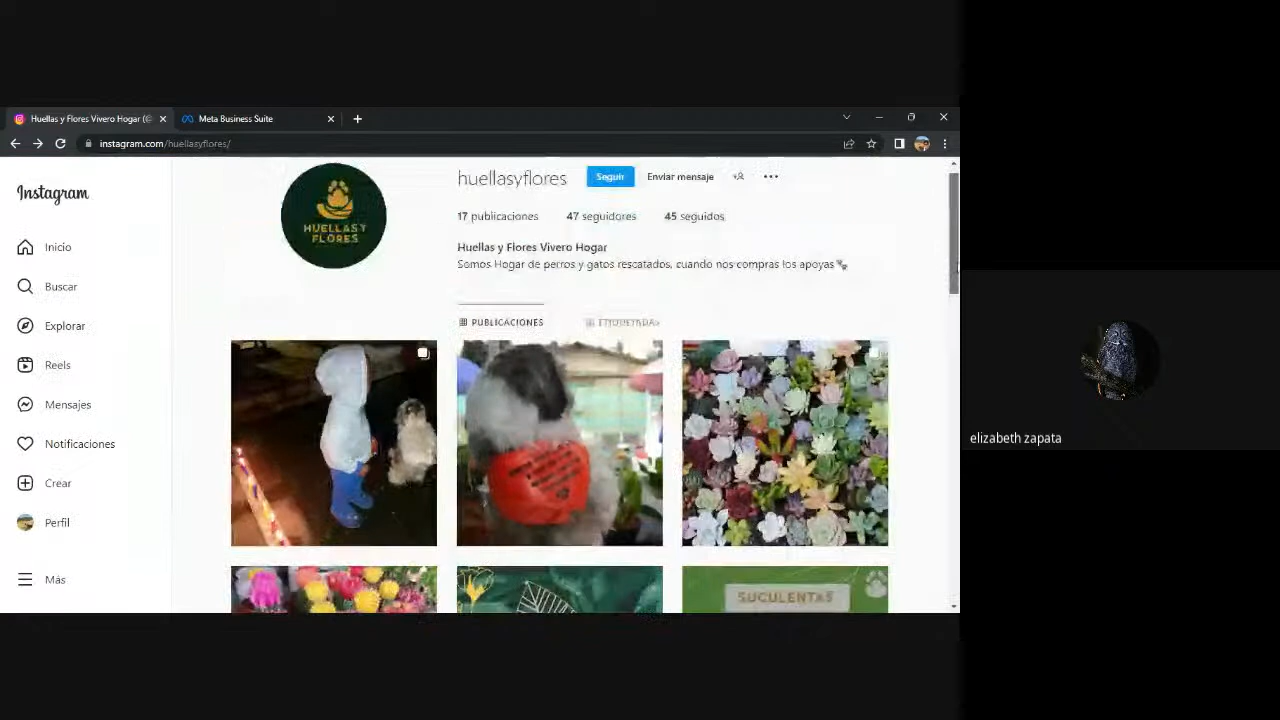 Huellas y Flores Vivero Hogar (@
Meta Business Suite
instagram.com/huellasyflores/
Instagram
Inicio
Buscar
Explorar
Reels
Mensajes
Notificaciones
Crear
Perfil
Más
HUELLAS Y
FLORES
huellasyflores
Seguir
Enviar mensaje
17 publicaciones
47 seguidores
45 seguidos
Huellas y Flores Vivero Hogar
Somos Hogar de perros y gatos rescatados, cuando nos compras los apoyas🐾
PUBLICACIONES
ETIQUETADAS
SUCULENTAS
elizabeth zapata